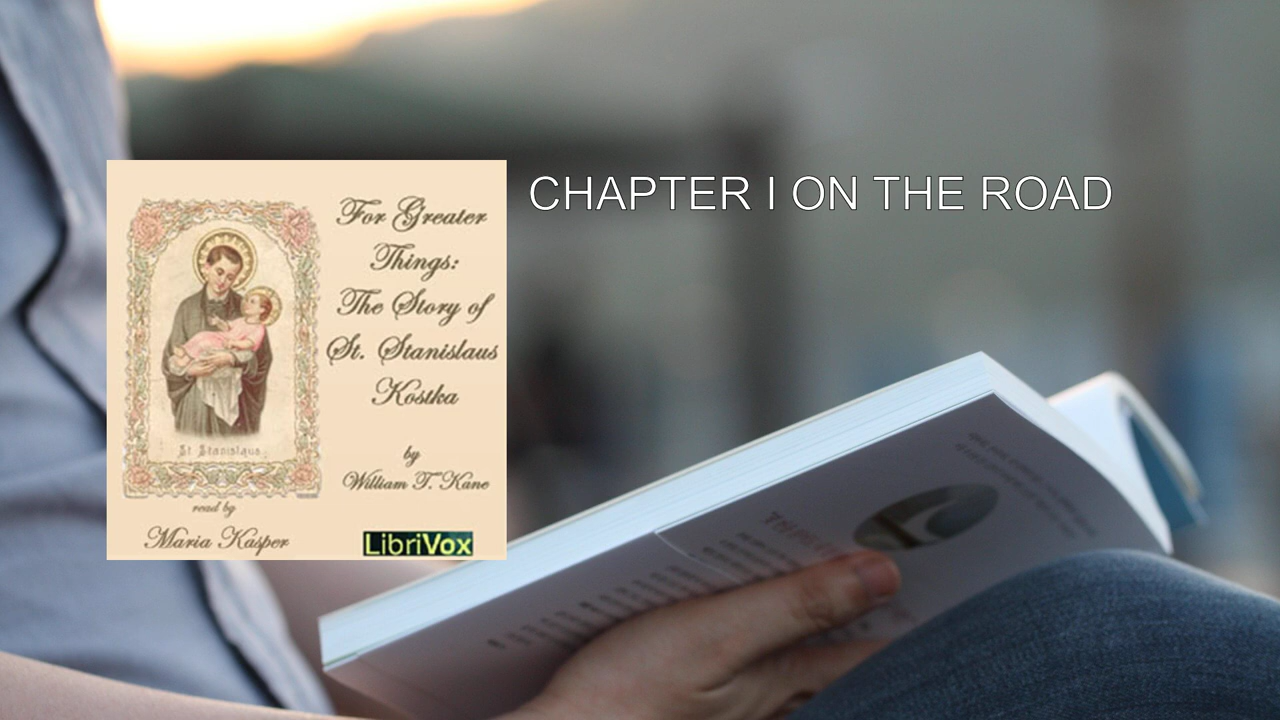 CHAPTER I ON THE ROAD
For Greater
Things:
The Story of
St. Stanislaus
Kostka
by
William T. Kane
St. Stanislaus.
read by
Maria Kasper
LibriVox